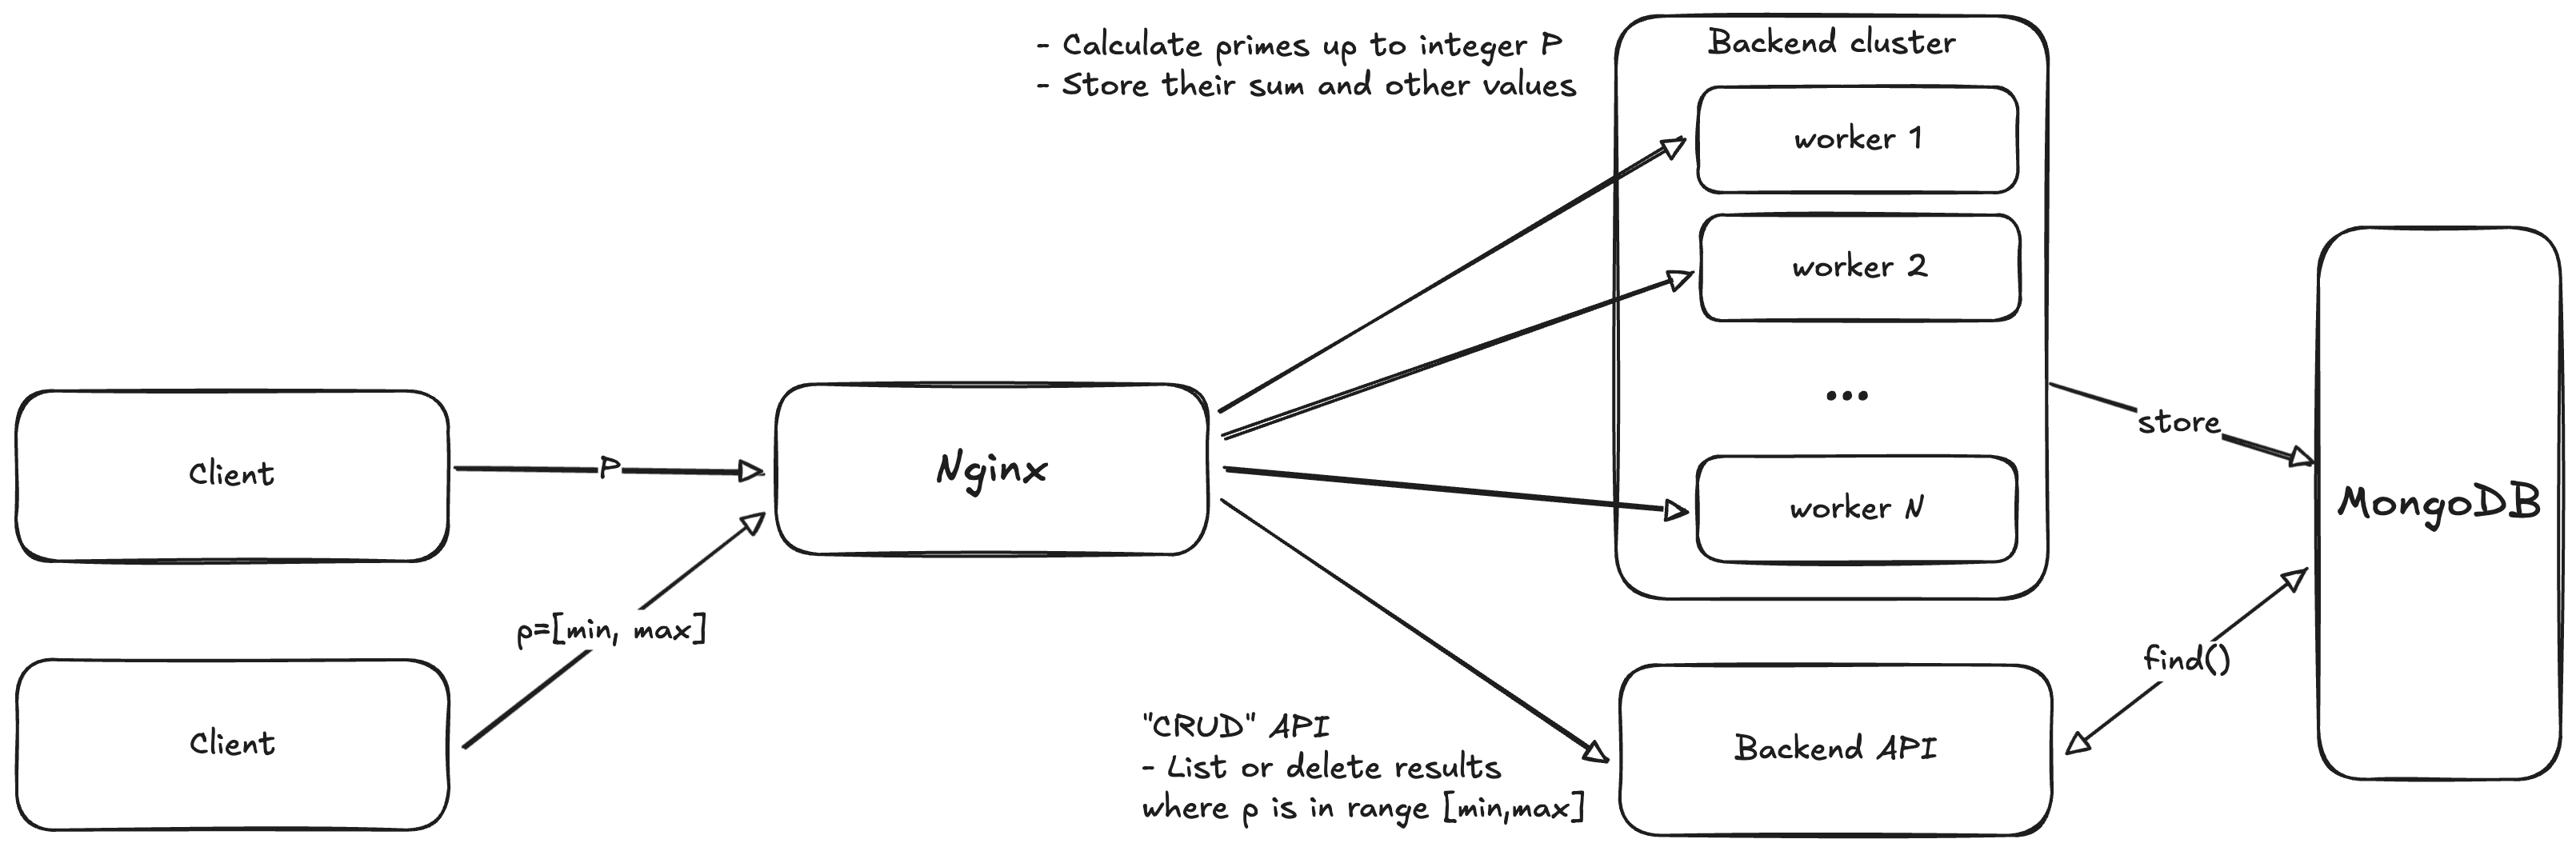 - Calculate primes up to integer P
- Store their sum and other values
Backend cluster
worker 1
worker 2
...
worker N
Client
P
Nginx
store
MongoDB
p=[min, max]
find()
Client
"CRUD" API
- List or delete results
where p is in range [min,max]
Backend API